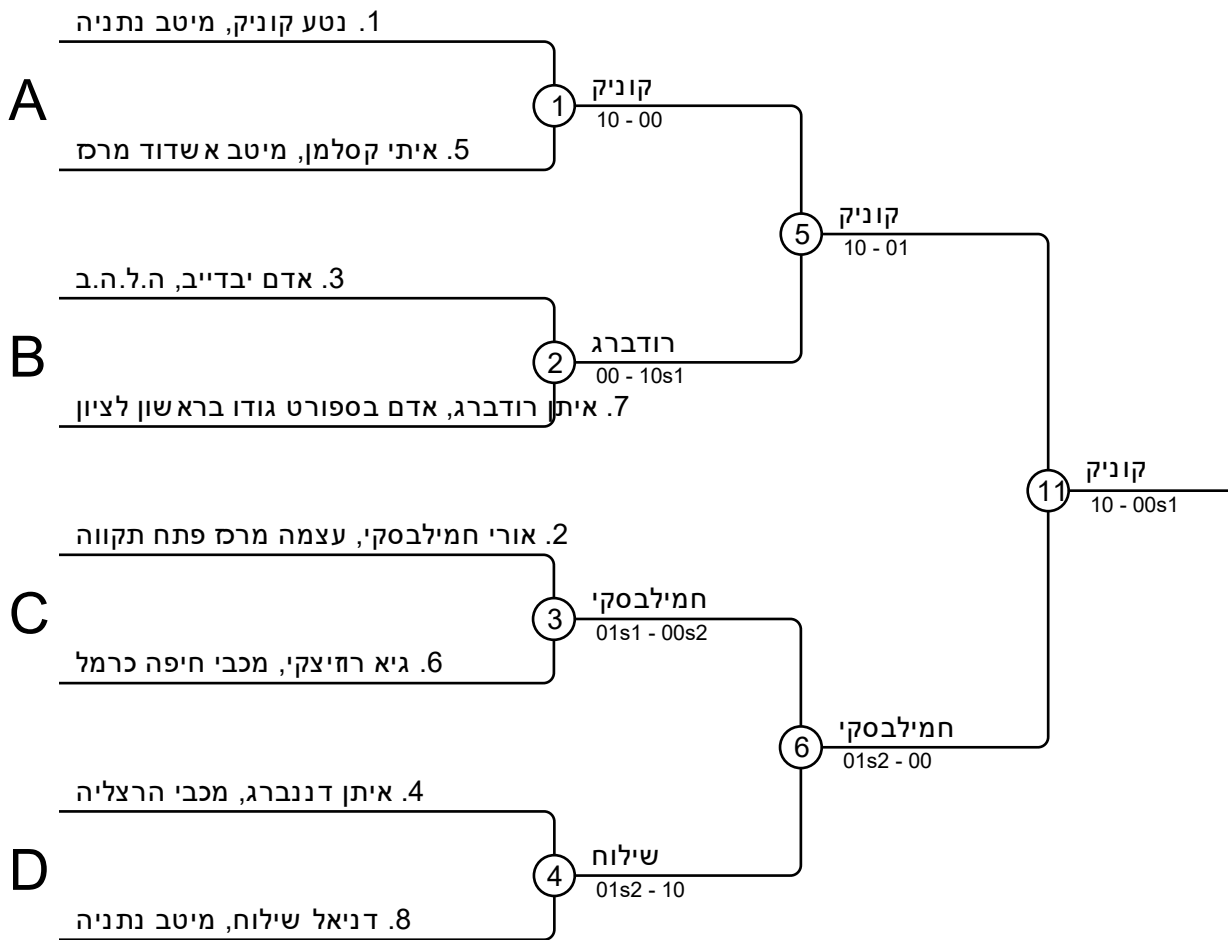 1. נטע קוניק, מיטב נתניה
A
1
קוניק
10 - 00
5. איתי קסלמן, מיטב אשדוד מרכז
5
קוניק
10 - 01
3. אדם יבדייב, ה.ל.ה.ב
B
2
רודברג
00 - 10s1
7. איתן רודברג, אדם בספורט גודו בראשון לציון
11
קוניק
10 - 00s1
2. אורי חמילבסקי, עצמה מרכז פתח תקווה
C
3
חמילבסקי
01s1 - 00s2
6. גיא רוזיצקי, מכבי חיפה כרמל
6
חמילבסקי
01s2 - 00
4. איתן דננברג, מכבי הרצליה
D
4
שילוח
01s2 - 10
8. דניאל שילוח, מיטב נתניה